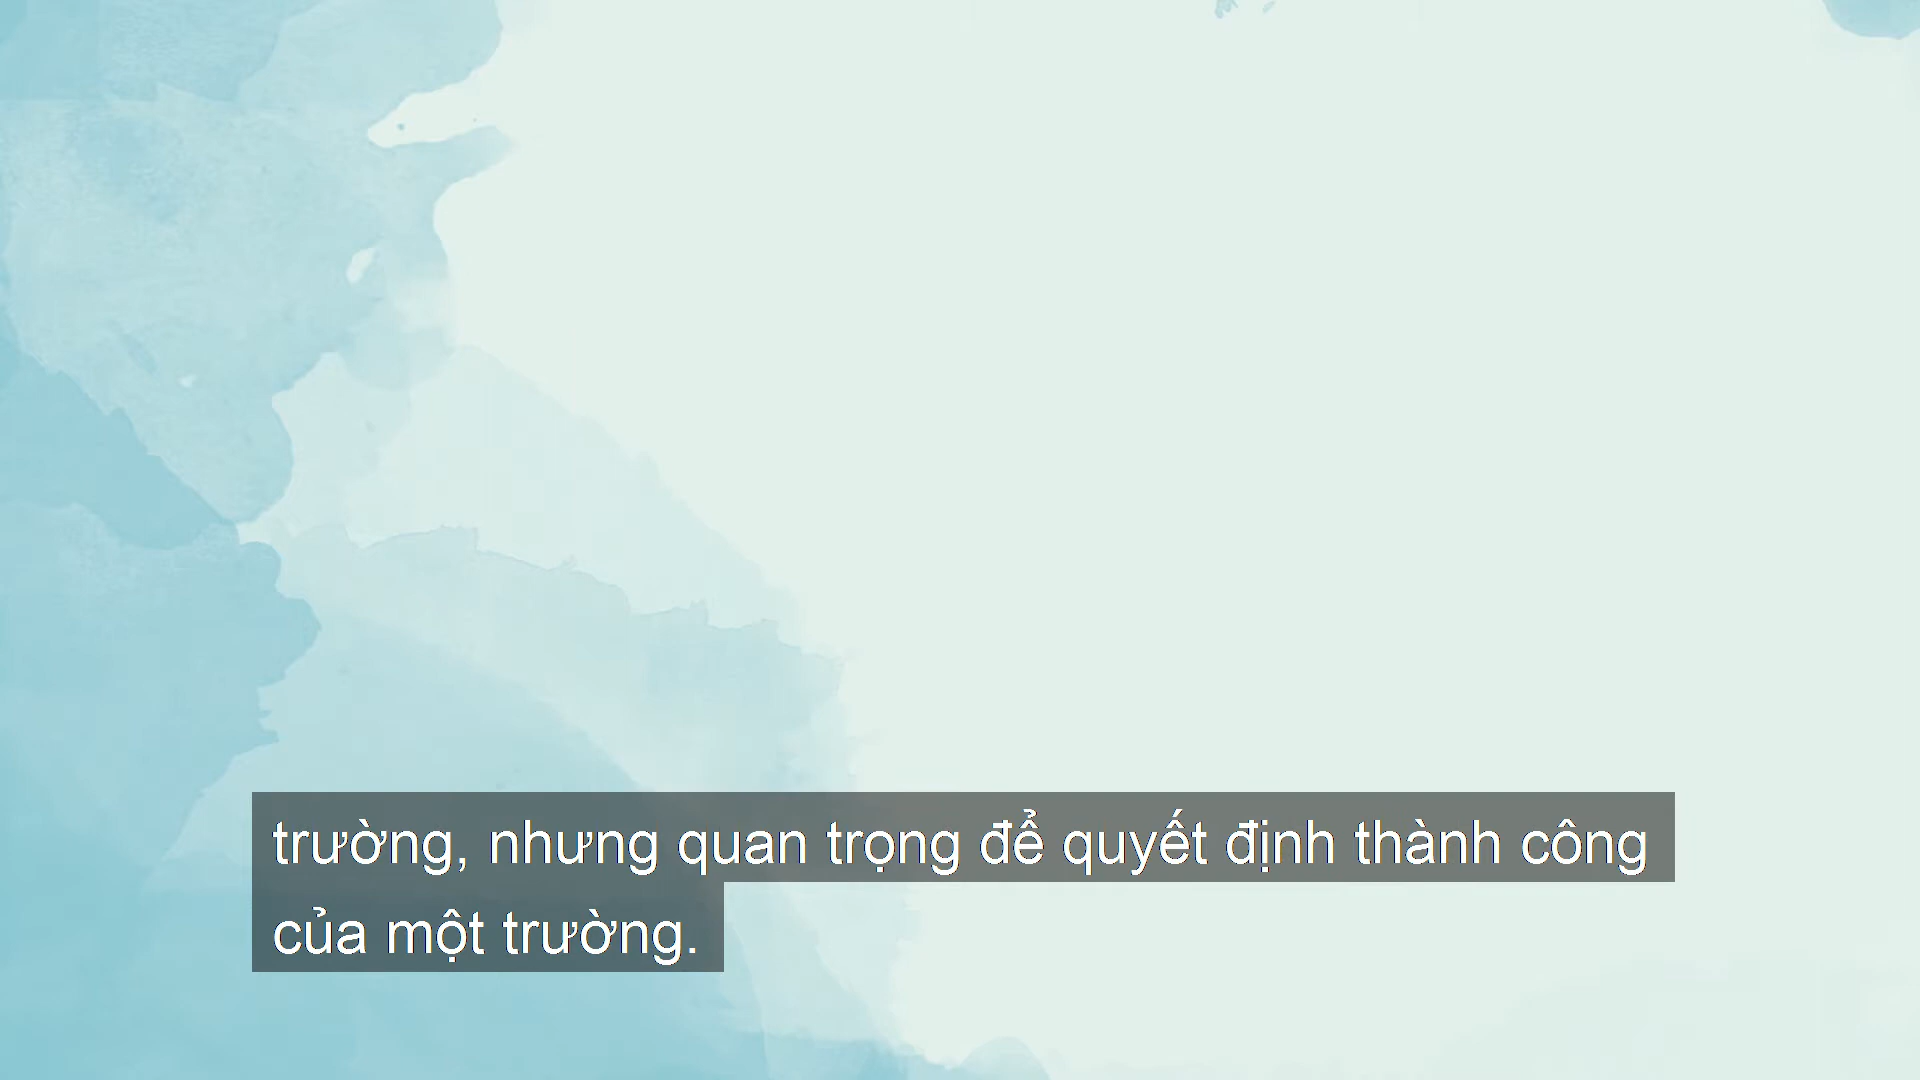 trường, nhưng quan trọng để quyết định thành công
của một trường.